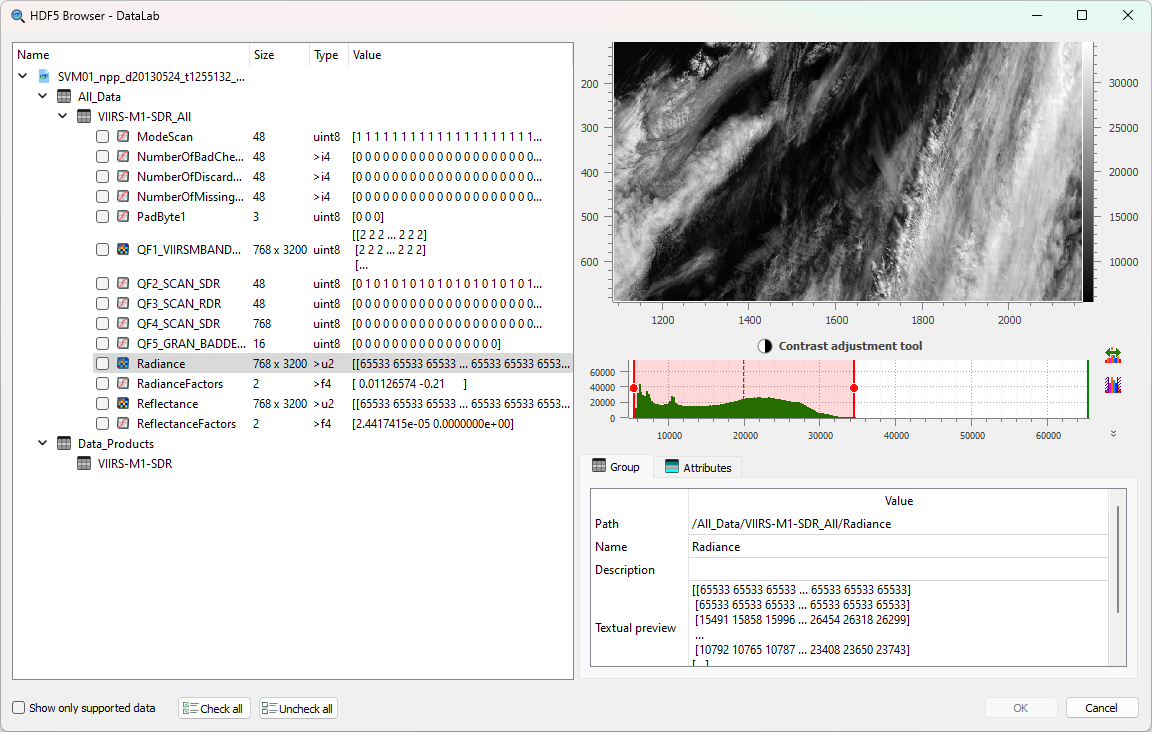 HDF5 Browser - DataLab
Name Size Type Value
SVM01_npp_d20130524_t1255132_...
All_Data
VIIRS-M1-SDR_All
ModeScan 48 uint8 [1 1 1 1 1 1 1 1 1 1 1 1 1 1 1 1 1 1 1 1...
NumberOfBadChe... 48 >i4 [0 0 0 0 0 0 0 0 0 0 0 0 0 0 0 0 0 0 0 0...
NumberOfDiscard... 48 >i4 [0 0 0 0 0 0 0 0 0 0 0 0 0 0 0 0 0 0 0 0...
NumberOfMissing... 48 >i4 [0 0 0 0 0 0 0 0 0 0 0 0 0 0 0 0 0 0 0 0...
PadByte1 3 uint8 [0 0 0]
[[2 2 2 ... 2 2 2]
QF1_VIIRSMBAND... 768 x 3200 uint8 [2 2 2 ... 2 2 2]
[...
QF2_SCAN_SDR 48 uint8 [0 1 0 1 0 1 0 1 0 1 0 1 0 1 0 1 0 1 0 1...
QF3_SCAN_RDR 48 uint8 [0 0 0 0 0 0 0 0 0 0 0 0 0 0 0 0 0 0 0 0...
QF4_SCAN_SDR 768 uint8 [0 0 0 0 0 0 0 0 0 0 0 0 0 0 0 0 0 0 0 0...
QF5_GRAN_BADDE... 16 uint8 [0 0 0 0 0 0 0 0 0 0 0 0 0 0 0 0]
Radiance 768 x 3200 >u2 [[65533 65533 65533 ... 65533 65533 6553...
RadianceFactors 2 >f4 [ 0.01126574 -0.21 ]
Reflectance 768 x 3200 >u2 [[65533 65533 65533 ... 65533 65533 6553...
ReflectanceFactors 2 >f4 [2.4417415e-05 0.0000000e+00]
Data_Products
VIIRS-M1-SDR
200
300
400
500
600
30000
25000
20000
15000
10000
1200 1400 1600 1800 2000
Contrast adjustment tool
60000
40000
20000
0
10000 20000 30000 40000 50000 60000
Group Attributes
Value
Path /All_Data/VIIRS-M1-SDR_All/Radiance
Name Radiance
Description
Textual preview
[[65533 65533 65533 ... 65533 65533 65533]
[65533 65533 65533 ... 65533 65533 65533]
[15491 15858 15996 ... 26454 26318 26299]
...
[10792 10765 10787 ... 23408 23650 23743]
[...]
Show only supported data Check all Uncheck all OK Cancel